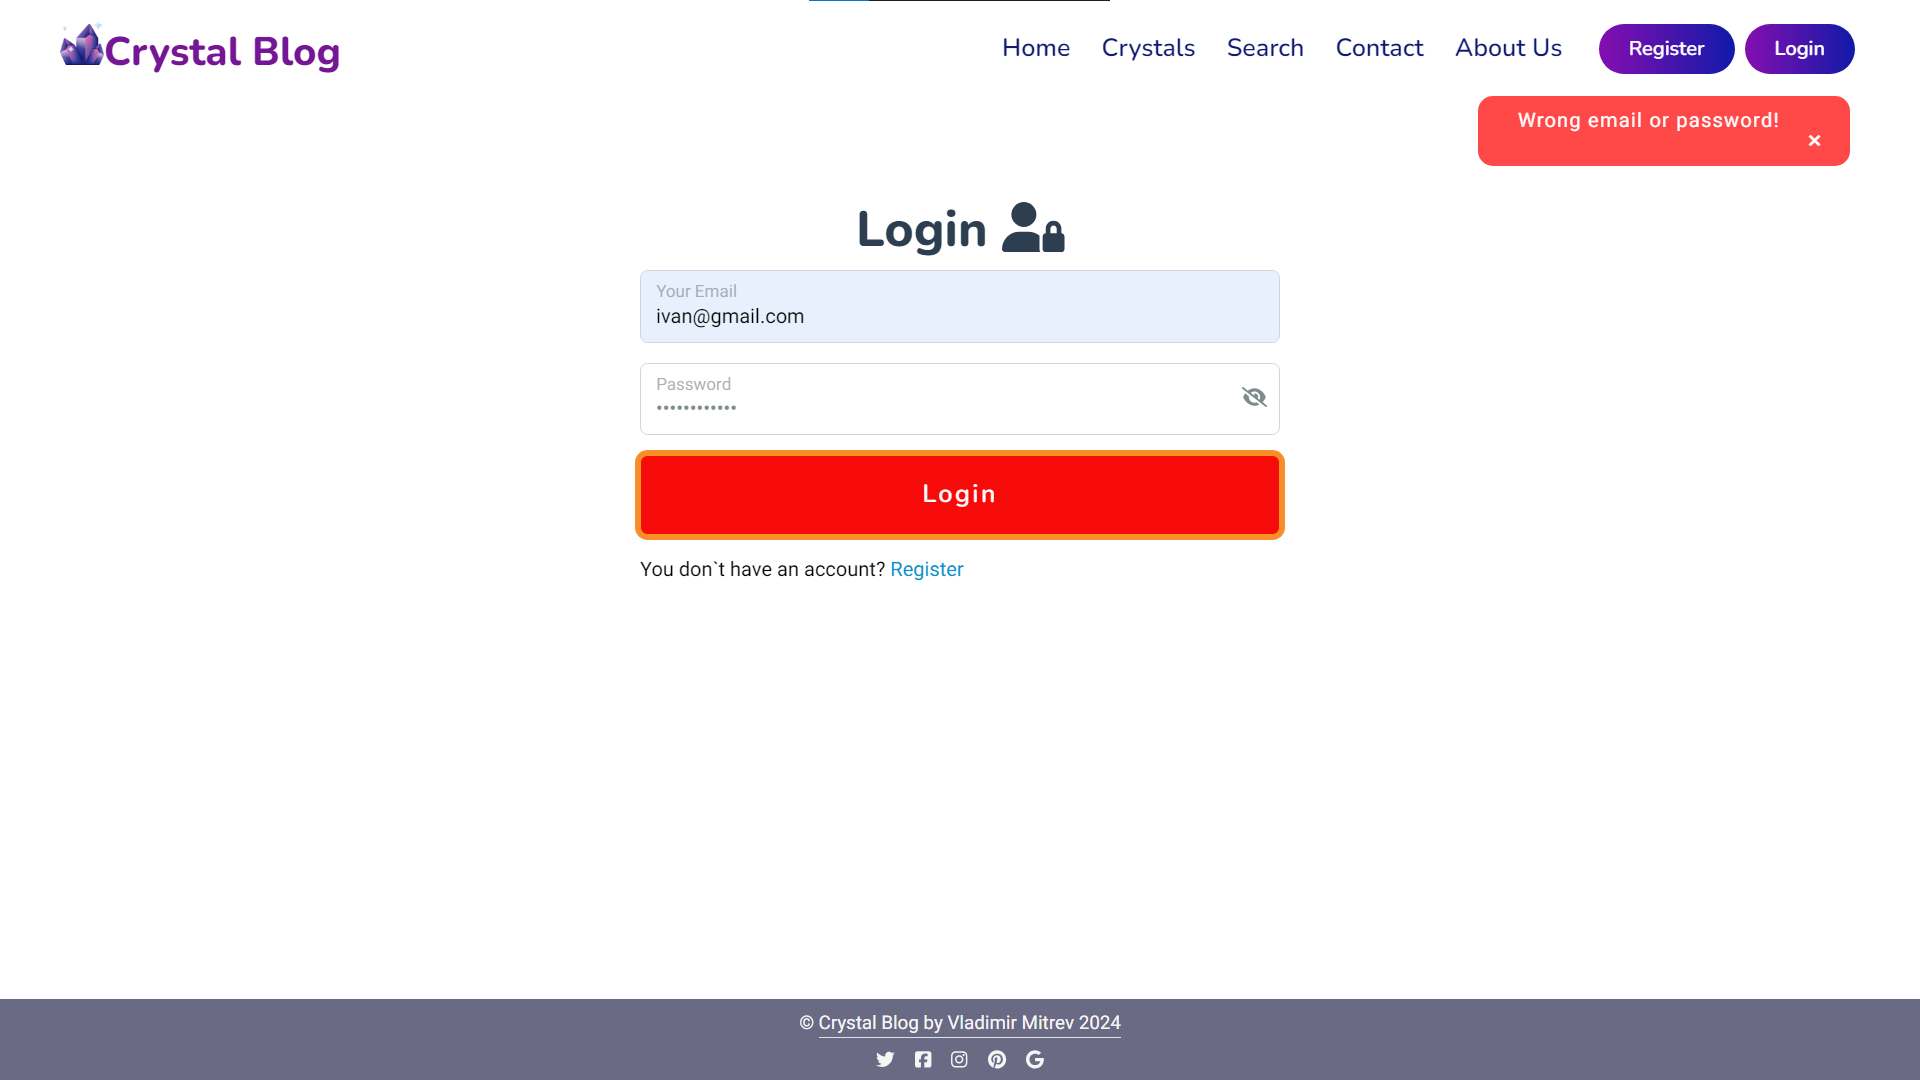 Crystal Blog
Home Crystals Search Contact About Us Register Login
Wrong email or password!
Login
Your Email
ivan@gmail.com
Password
Login
You don`t have an account? Register
© Crystal Blog by Vladimir Mitrev 2024